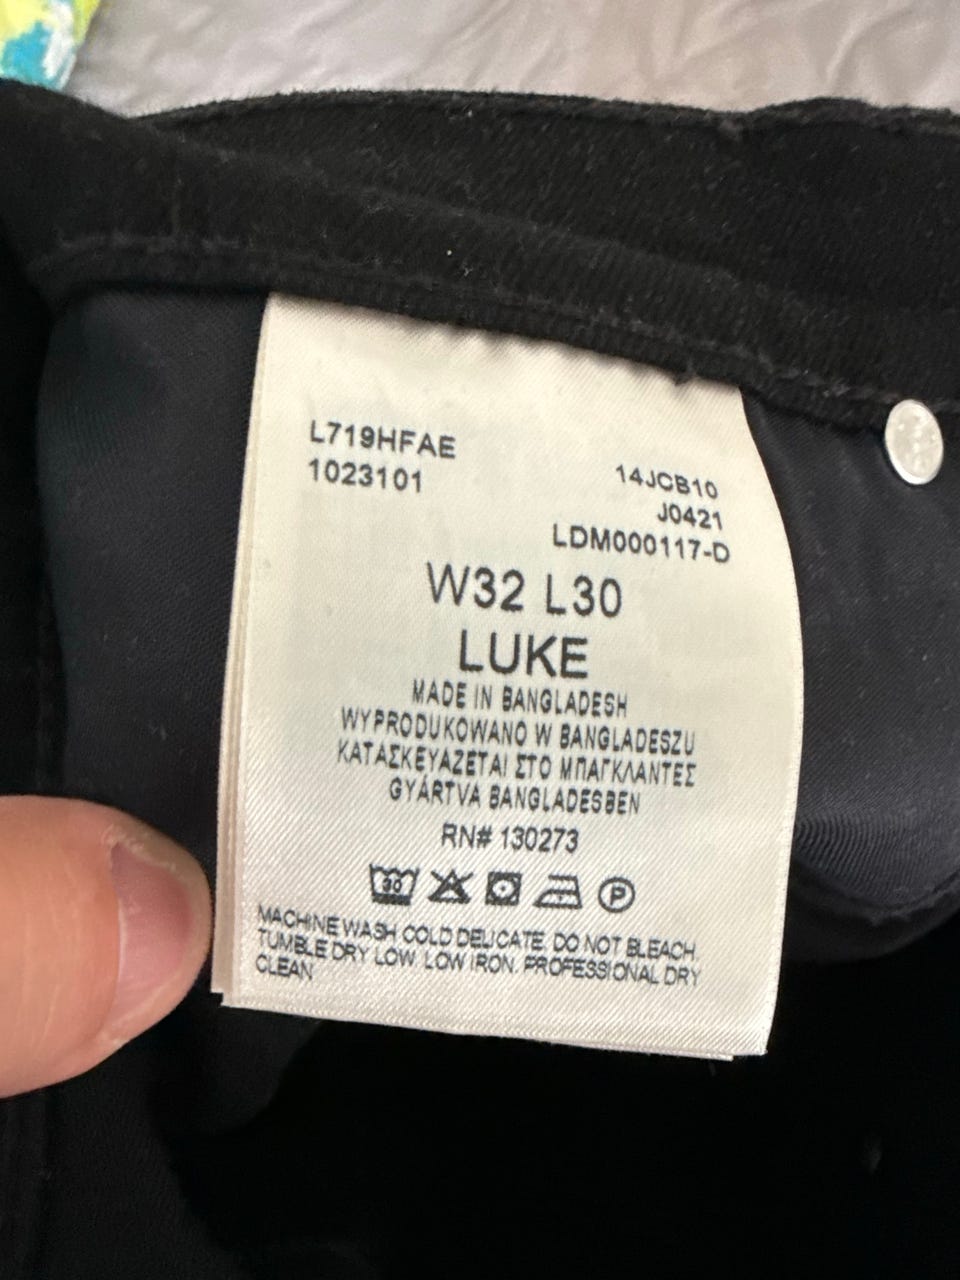 L719HFAE
1023101
14JCB10
J0421
LDM000117-D
W32 L30
LUKE
MADE IN BANGLADESH
WYPRODUKOWANO W BANGLADESZU
ΚΑΤΑΣΚΕΥΑΖΕΤΑΙ ΣΤΟ ΜΠΑΓΚΛΑΝΤΕΣ
GYÁRTVA BANGLADESBEN
RN# 130273
30 P
MACHINE WASH COLD DELICATE. DO NOT BLEACH.
TUMBLE DRY LOW. LOW IRON. PROFESSIONAL DRY
CLEAN